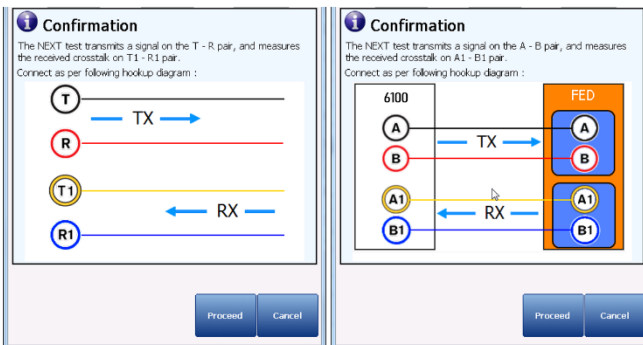 Confirmation
The NEXT test transmits a signal on the T - R pair, and measures
the received crosstalk on T1 - R1 pair.
Connect as per following hookup diagram :
T
TX
R
T1
RX
R1
Proceed
Cancel
Confirmation
The NEXT test transmits a signal on the A - B pair, and measures
the received crosstalk on A1 - B1 pair.
Connect as per following hookup diagram :
6100
FED
A
A
TX
B
B
A1
A1
RX
B1
B1
Proceed
Cancel